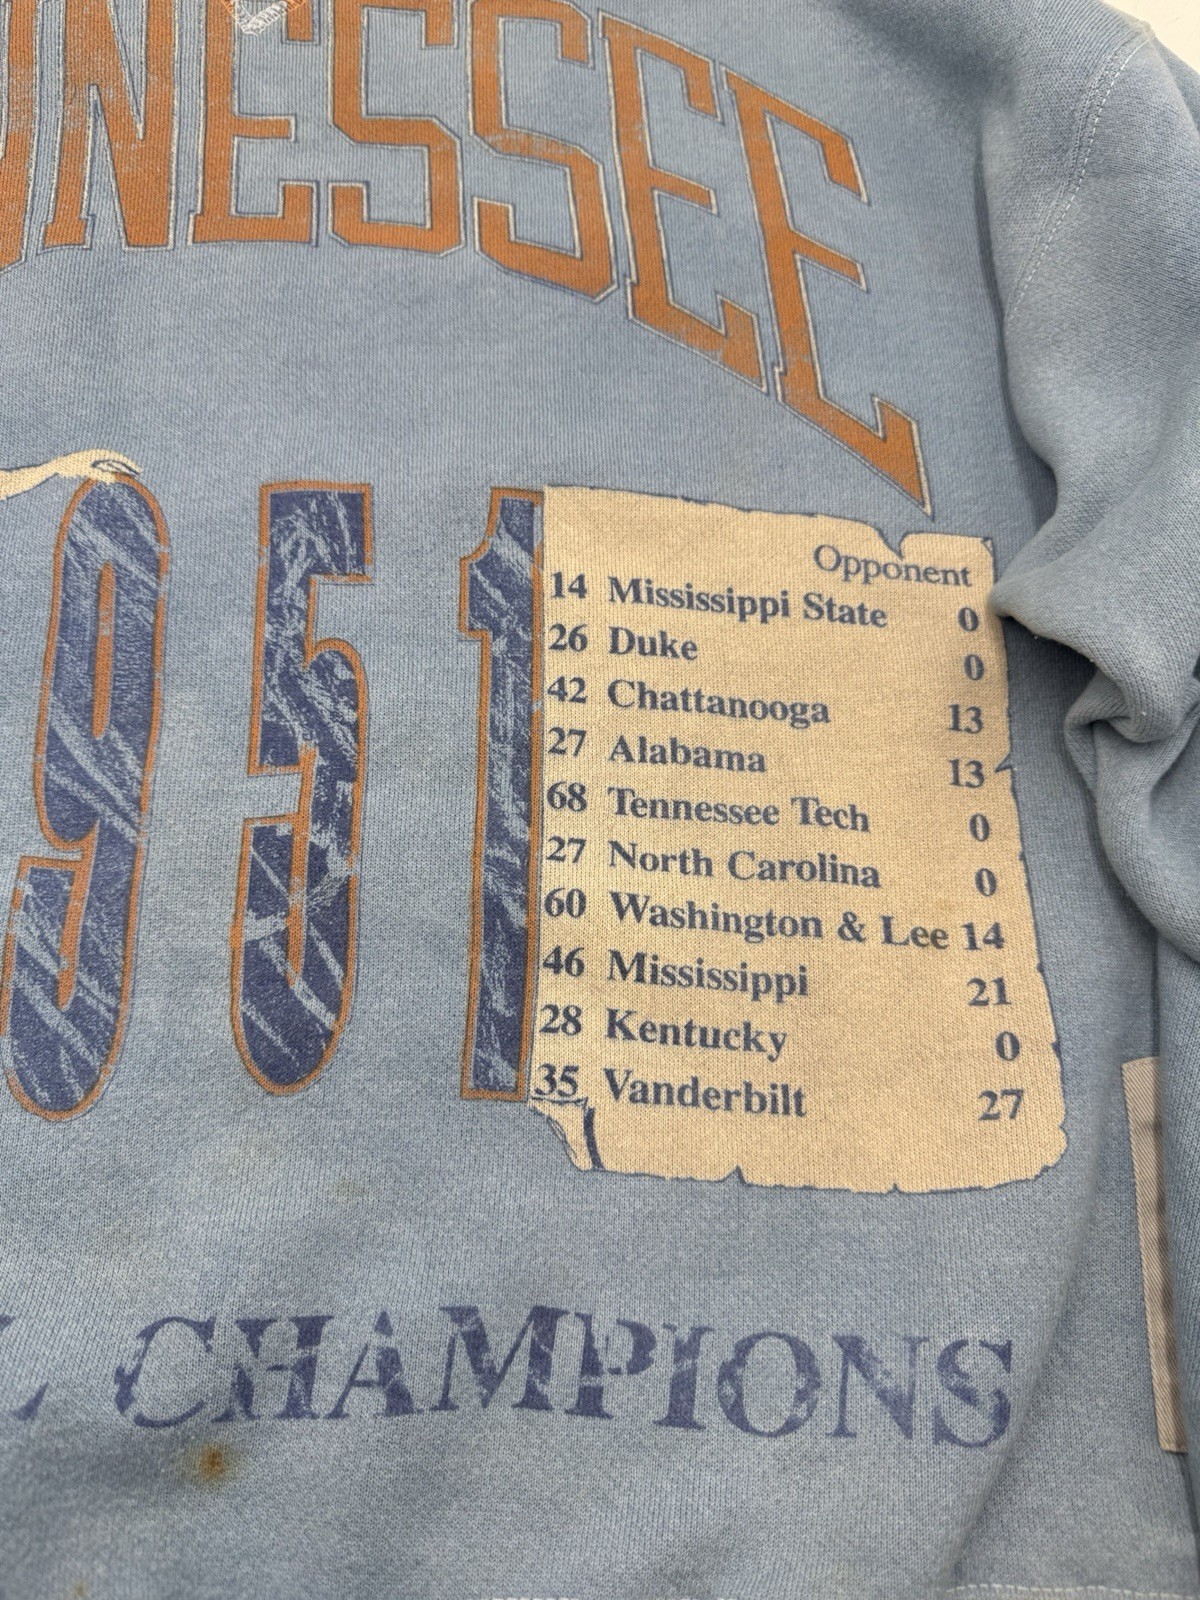 NNESSEE
951
Opponent
14 Mississippi State 0
26 Duke 0
42 Chattanooga 13
27 Alabama 13
68 Tennessee Tech 0
27 North Carolina 0
60 Washington & Lee 14
46 Mississippi 21
28 Kentucky 0
35 Vanderbilt 27
CHAMPIONS